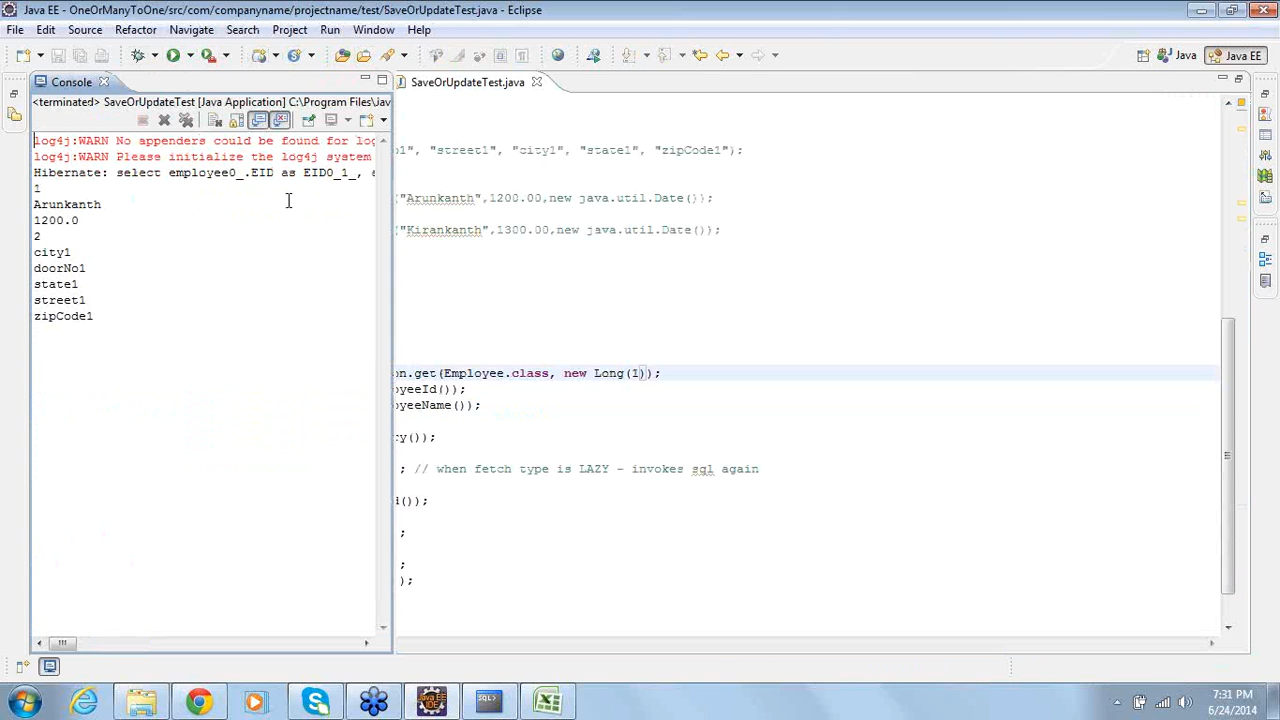 Java EE - OneOrManyToOne/src/com/companyname/projectname/test/SaveOrUpdateTest.java - Eclipse
File Edit Source Refactor Navigate Search Project Run Window Help
Java Java EE
Console
SaveOrUpdateTest.java
<terminated> SaveOrUpdateTest [Java Application] C:\Program Files\Jav
log4j:WARN No appenders could be found for log
log4j:WARN Please initialize the log4j system
Hibernate: select employee0_.EID as EID0_1_,
1
Arunkanth
1200.0
2
city1
doorNo1
state1
street1
zipCode1
"street1", "city1", "state1", "zipCode1");
("Arunkanth",1200.00,new java.util.Date());
("Kirankanth",1300.00,new java.util.Date());
on.get(Employee.class, new Long(1));
oyeeId());
oyeeName());
ry());
; // when fetch type is LAZY - invokes sql again
d());
;
;
);
SQL>
7:31 PM
6/24/2014